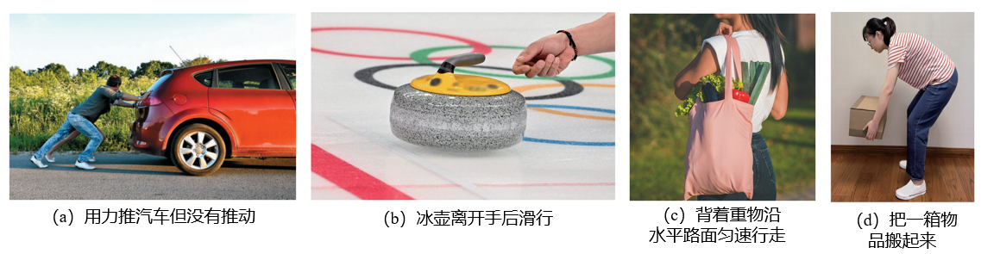 （a）用力推汽车但没有推动
（b）冰壶离开手后滑行
（c）背着重物沿
水平路面匀速行走
（d）把一箱物
品搬起来